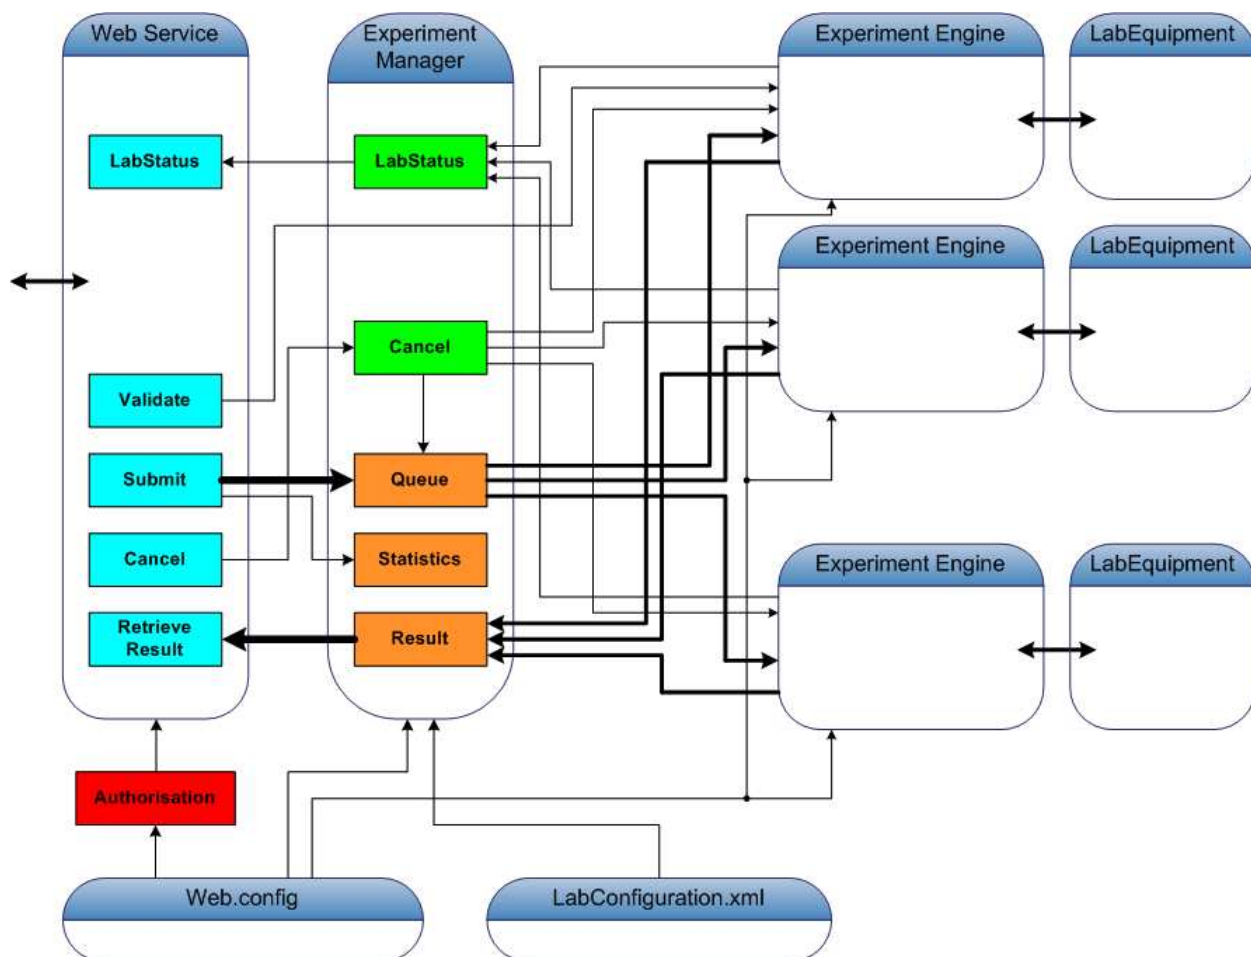 Web Service
Experiment
Manager
Experiment Engine
LabEquipment
LabStatus
LabStatus
Experiment Engine
LabEquipment
Cancel
Validate
Submit
Queue
Cancel
Statistics
Experiment Engine
LabEquipment
Retrieve
Result
Result
Authorisation
Web.config
LabConfiguration.xml